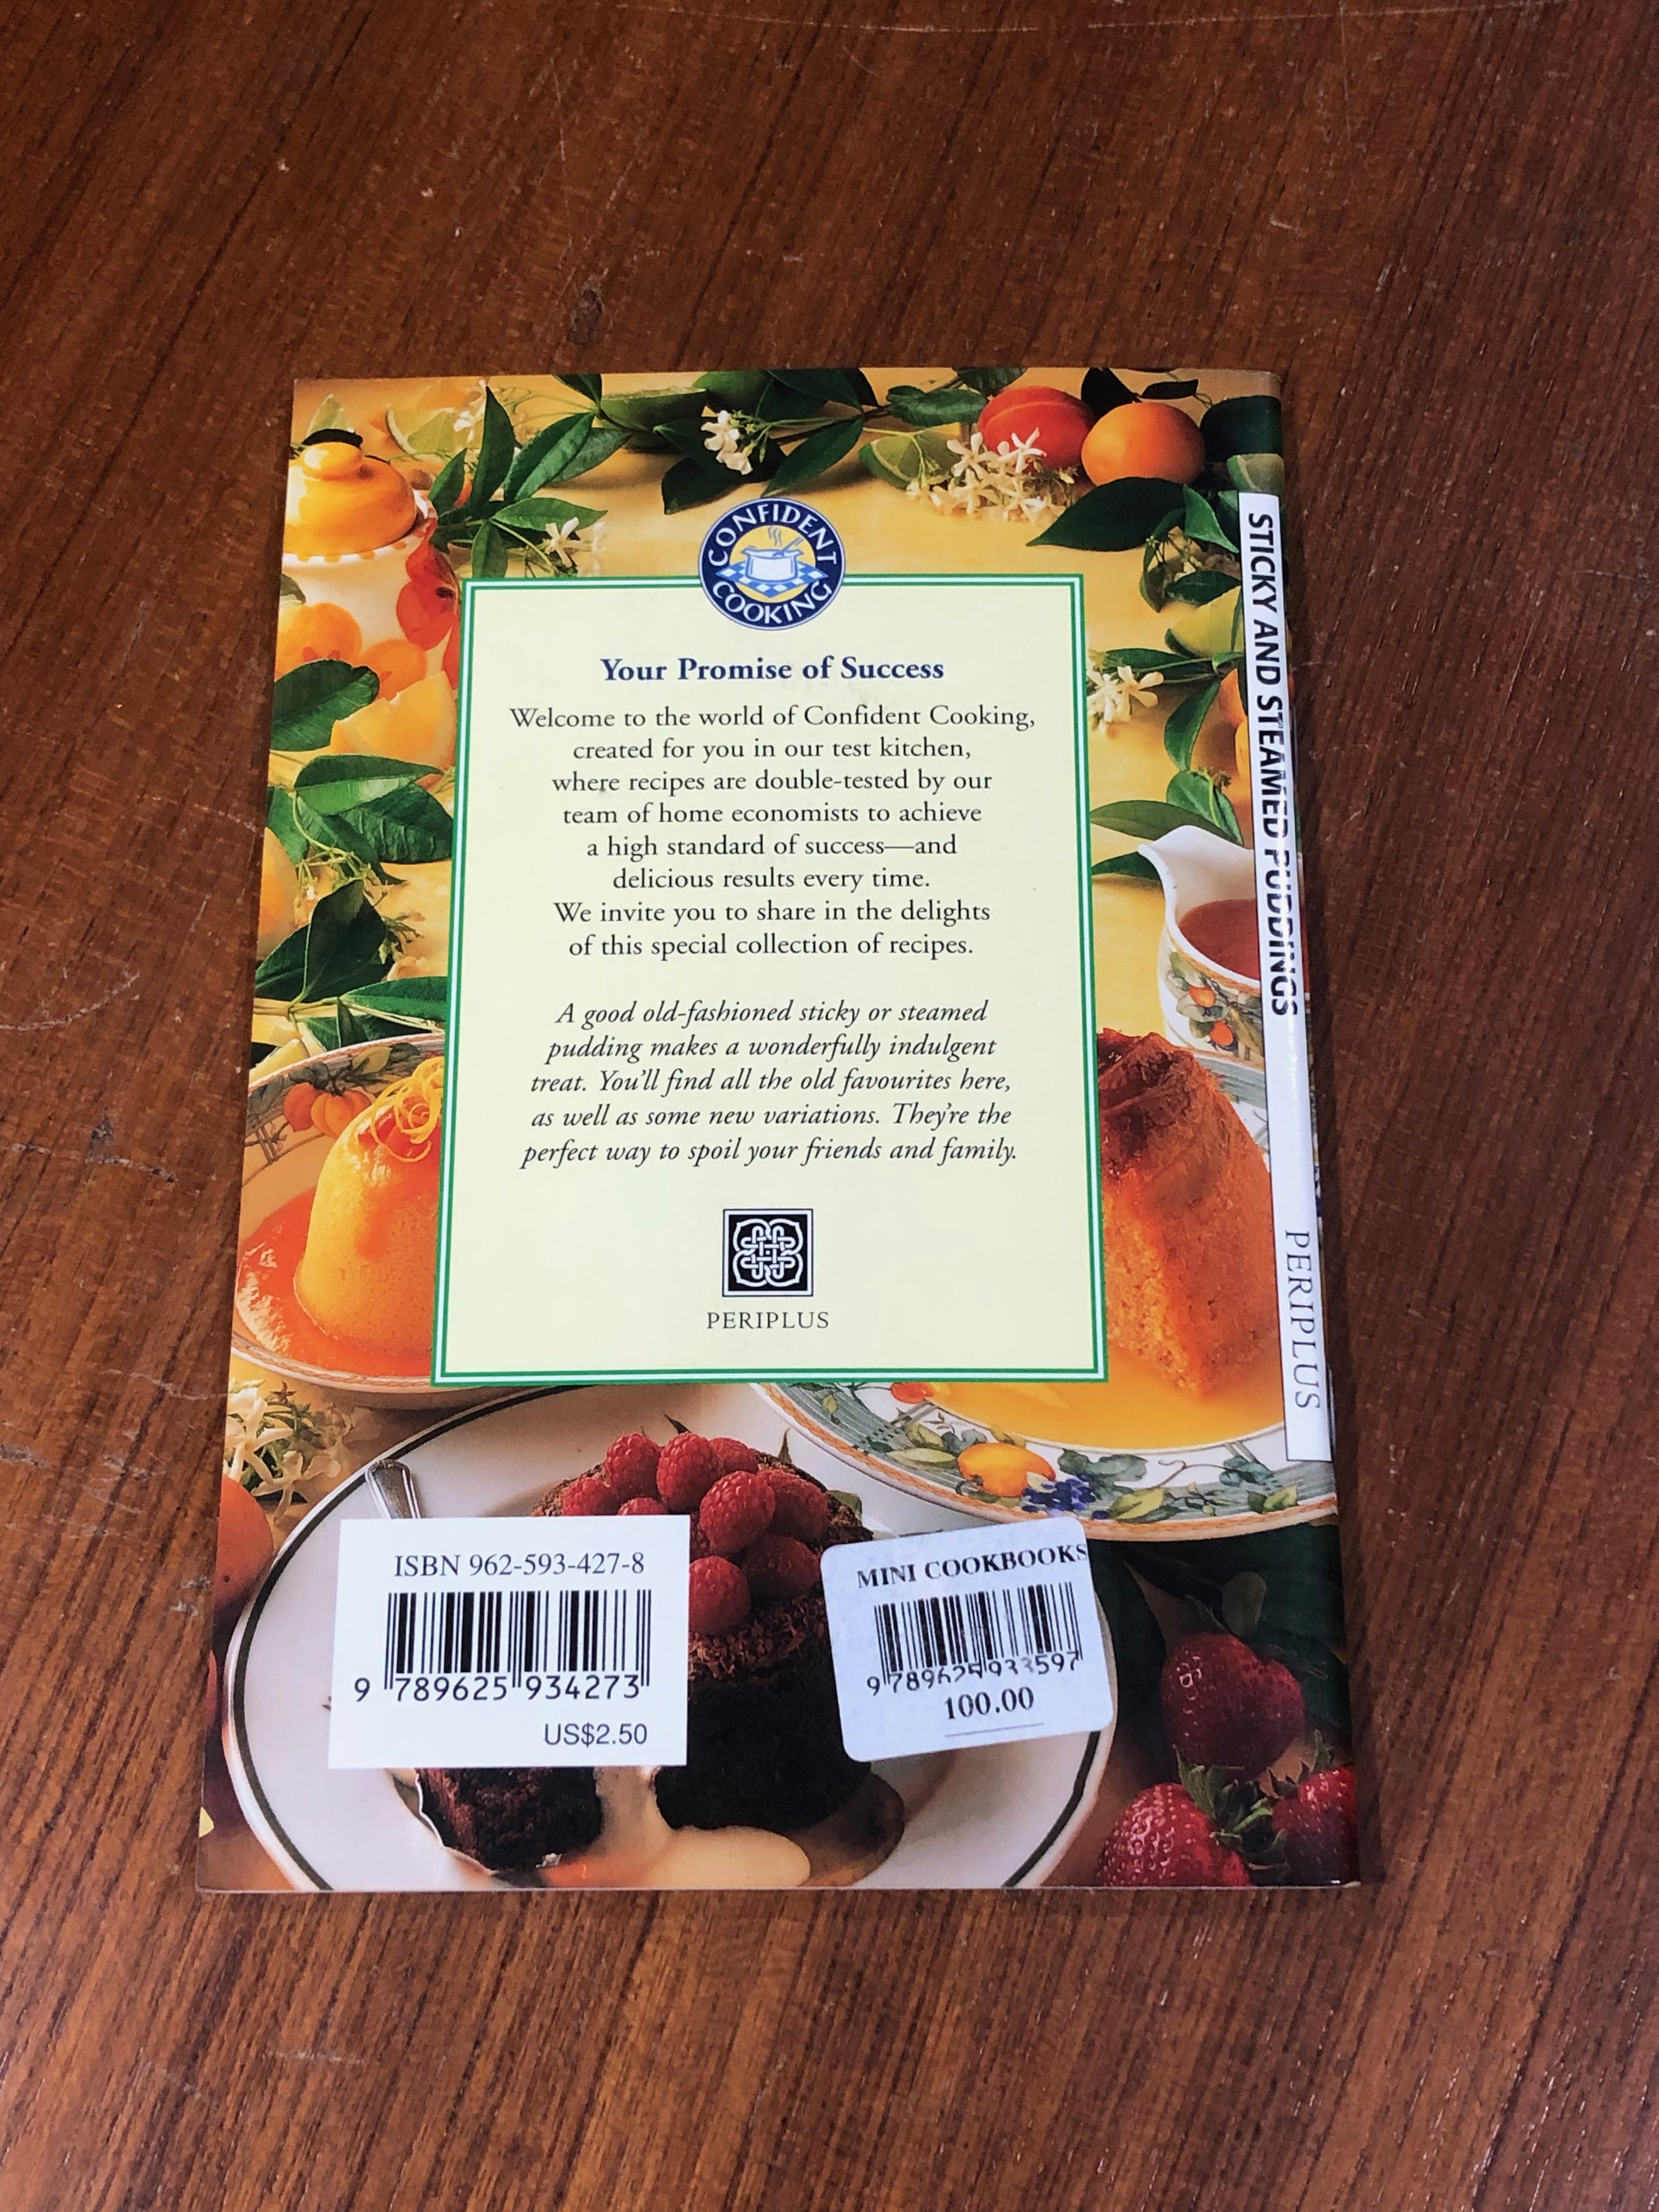 CONFIDENT
COOKING
Your Promise of Success
Welcome to the world of Confident Cooking,
created for you in our test kitchen,
where recipes are double-tested by our
team of home economists to achieve
a high standard of success—and
delicious results every time.
We invite you to share in the delights
of this special collection of recipes.
A good old-fashioned sticky or steamed
pudding makes a wonderfully indulgent
treat. You'll find all the old favourites here,
as well as some new variations. They're the
perfect way to spoil your friends and family.
PERIPLUS
ISBN 962-593-427-8
9 789625 934273
US$2.50
MINI COOKBOOKS
9 789625 933597
100.00
STICKY AND STEAMED PUDDINGS
PERIPLUS